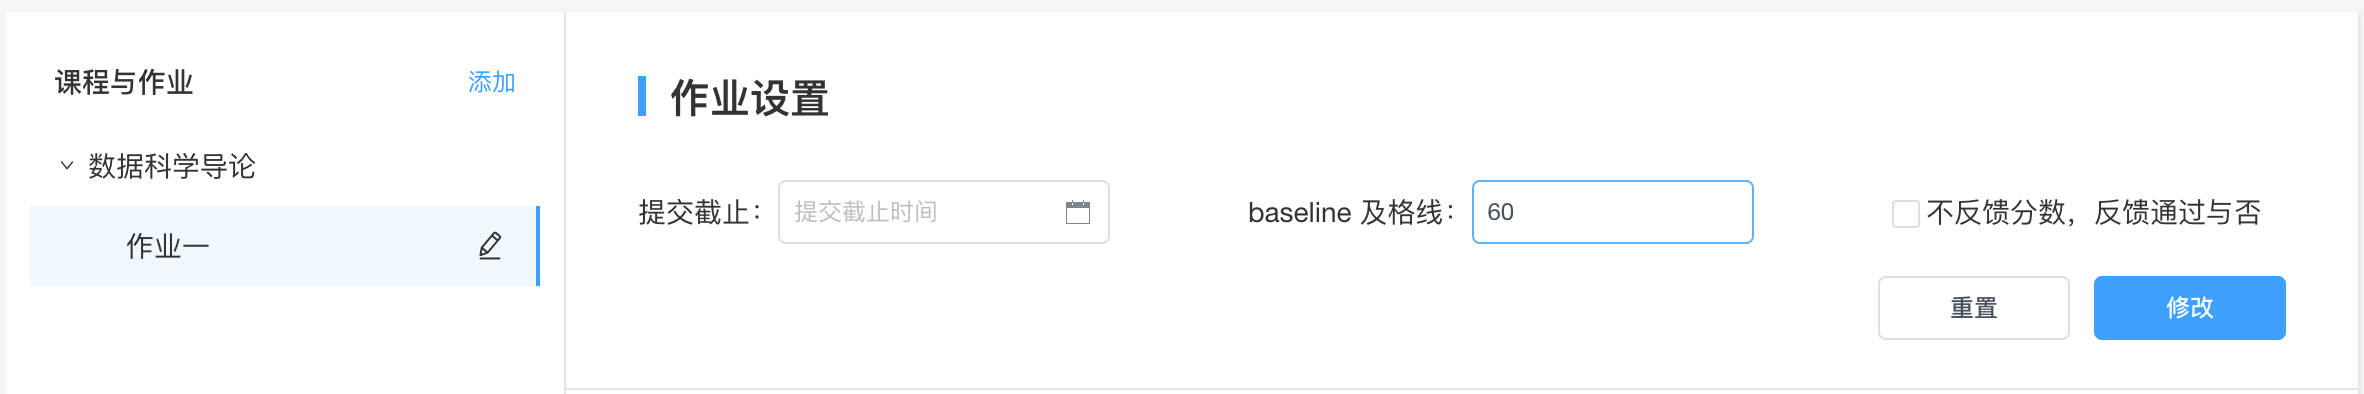 课程与作业
添加
数据科学导论
作业一
作业设置
提交截止：
提交截止时间
baseline 及格线：
60
不反馈分数，反馈通过与否
重置
修改